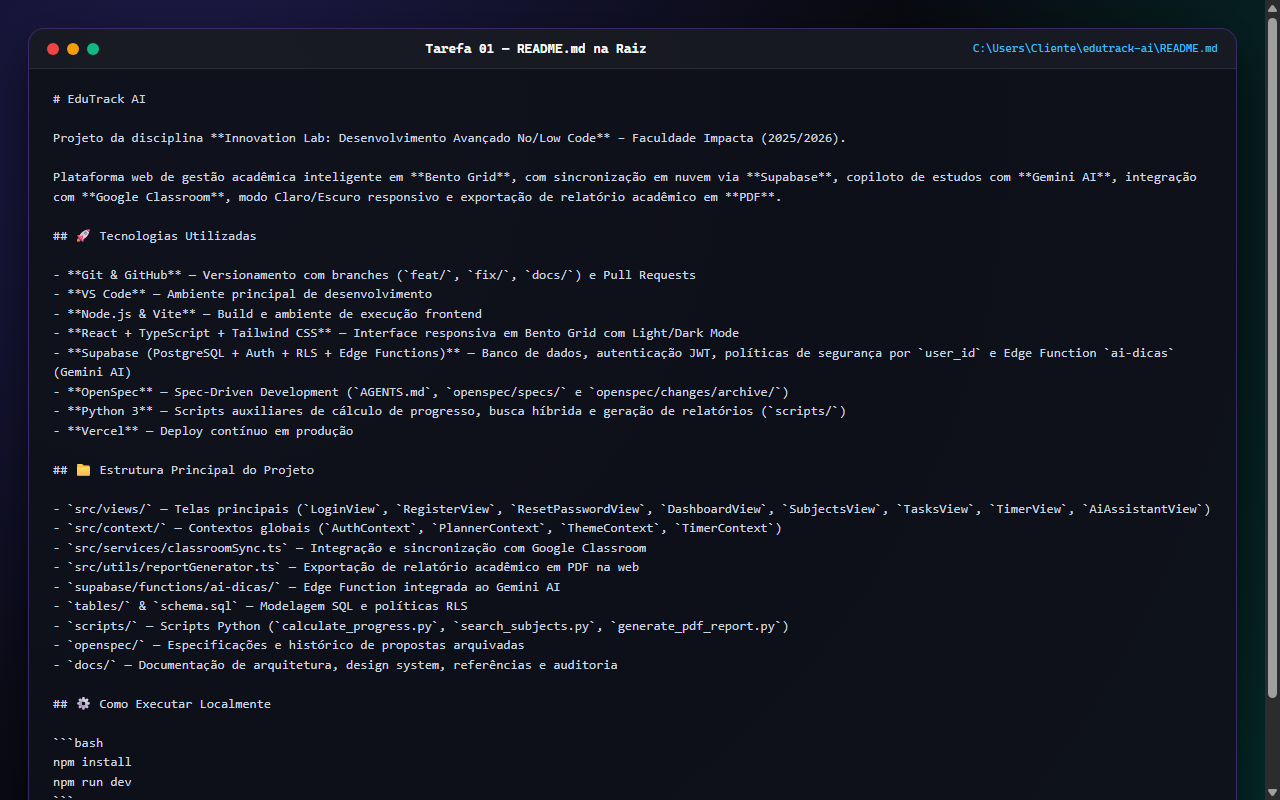 Tarefa 01 — README.md na Raiz
C:\Users\Cliente\edutrack-ai\README.md
# EduTrack AI
Projeto da disciplina **Innovation Lab: Desenvolvimento Avançado No/Low Code** — Faculdade Impacta (2025/2026).
Plataforma web de gestão acadêmica inteligente em **Bento Grid**, com sincronização em nuvem via **Supabase**, copiloto de estudos com **Gemini AI**, integração
com **Google Classroom**, modo Claro/Escuro responsivo e exportação de relatório acadêmico em **PDF**.
## 🚀 Tecnologias Utilizadas
- **Git & GitHub** — Versionamento com branches (`feat/`, `fix/`, `docs/`) e Pull Requests
- **VS Code** — Ambiente principal de desenvolvimento
- **Node.js & Vite** — Build e ambiente de execução frontend
- **React + TypeScript + Tailwind CSS** — Interface responsiva em Bento Grid com Light/Dark Mode
- **Supabase (PostgreSQL + Auth + RLS + Edge Functions)** — Banco de dados, autenticação JWT, políticas de segurança por `user_id` e Edge Function `ai-dicas`
(Gemini AI)
- **OpenSpec** — Spec-Driven Development (`AGENTS.md`, `openspec/specs/` e `openspec/changes/archive/`)
- **Python 3** — Scripts auxiliares de cálculo de progresso, busca híbrida e geração de relatórios (`scripts/`)
- **Vercel** — Deploy contínuo em produção
## 📁 Estrutura Principal do Projeto
- `src/views/` — Telas principais (`LoginView`, `RegisterView`, `ResetPasswordView`, `DashboardView`, `SubjectsView`, `TasksView`, `TimerView`, `AiAssistantView`)
- `src/context/` — Contextos globais (`AuthContext`, `PlannerContext`, `ThemeContext`, `TimerContext`)
- `src/services/classroomSync.ts` — Integração e sincronização com Google Classroom
- `src/utils/reportGenerator.ts` — Exportação de relatório acadêmico em PDF na web
- `supabase/functions/ai-dicas/` — Edge Function integrada ao Gemini AI
- `tables/` & `schema.sql` — Modelagem SQL e políticas RLS
- `scripts/` — Scripts Python (`calculate_progress.py`, `search_subjects.py`, `generate_pdf_report.py`)
- `openspec/` — Especificações e histórico de propostas arquivadas
- `docs/` — Documentação de arquitetura, design system, referências e auditoria
## ⚙️ Como Executar Localmente
```bash
npm install
npm run dev
```